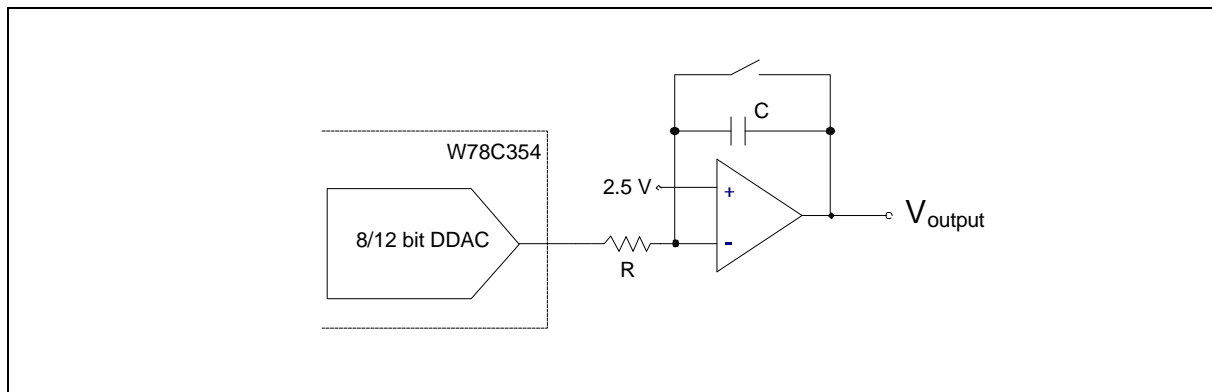 C
W78C354
2.5 V
+
8/12 bit DDAC
-
R
Voutput